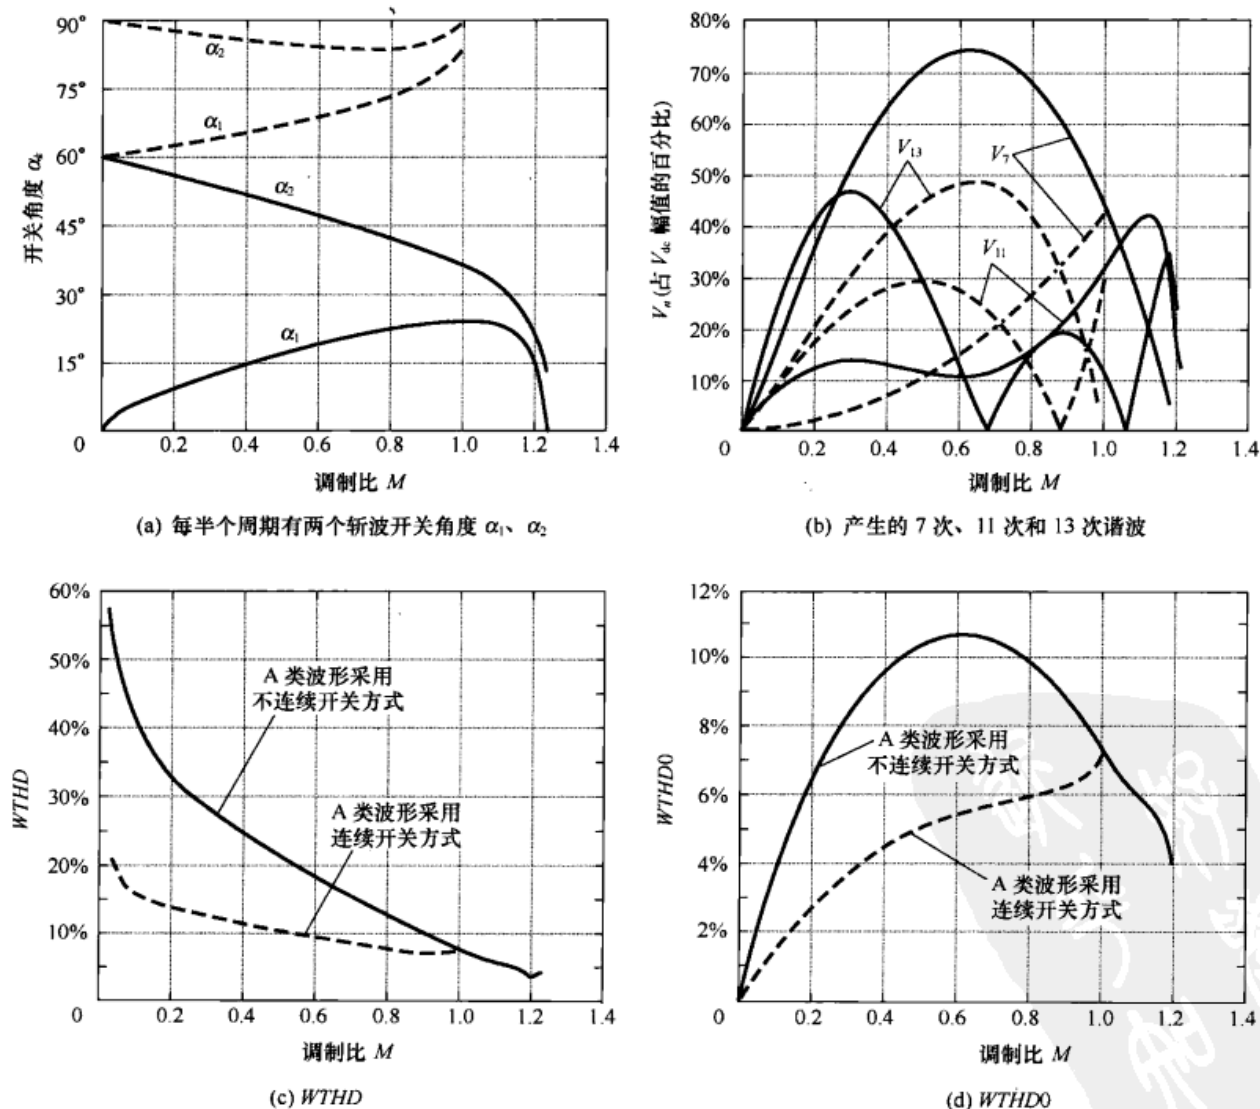 90°
75°
60°
45°
30°
15°
0
0.2 0.4 0.6 0.8 1.0 1.2 1.4
开关角度 αₖ
α₂
α₁
α₂
α₁
调制比 M
(a) 每半个周期有两个斩波开关角度 α₁、α₂
80%
70%
60%
50%
40%
30%
20%
10%
0
0.2 0.4 0.6 0.8 1.0 1.2 1.4
Vₙ (占 V_dc 幅值的百分比)
V₁₃
V₇
V₁₁
调制比 M
(b) 产生的 7 次、11 次和 13 次谐波
60%
50%
40%
30%
20%
10%
0
0.2 0.4 0.6 0.8 1.0 1.2 1.4
WTHD
A 类波形采用
不连续开关方式
A 类波形采用
连续开关方式
调制比 M
(c) WTHD
12%
10%
8%
6%
4%
2%
0
0.2 0.4 0.6 0.8 1.0 1.2 1.4
WTHD0
A 类波形采用
不连续开关方式
A 类波形采用
连续开关方式
调制比 M
(d) WTHD0